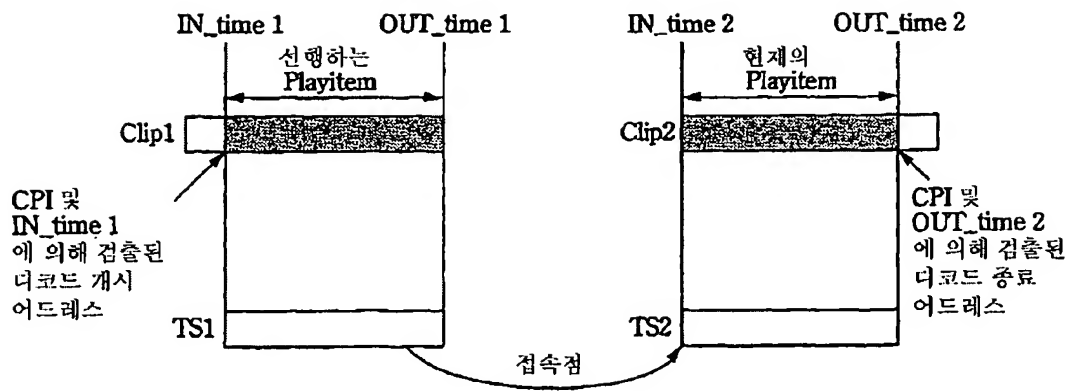 IN_time 1
OUT_time 1
IN_time 2
OUT_time 2
선행하는
Playitem
현재의
Playitem
Clip1
Clip2
CPI 및
IN_time 1
에 의해 검출된
디코드 개시
어드레스
CPI 및
OUT_time 2
에 의해 검출된
디코드 종료
어드레스
TS1
TS2
접속점